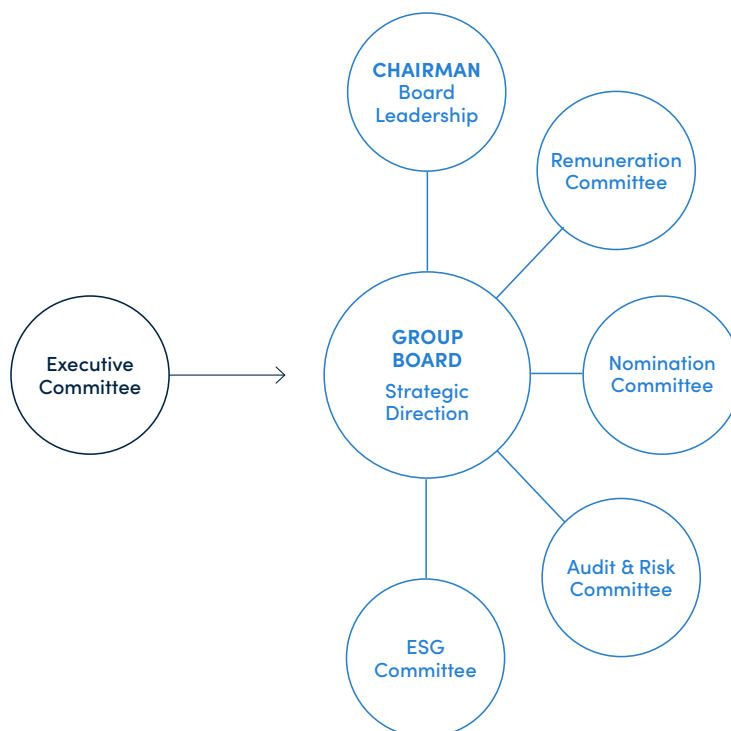 CHAIRMAN
Board
Leadership
Remuneration
Committee
Executive
Committee
GROUP
BOARD
Strategic
Direction
Nomination
Committee
Audit & Risk
Committee
ESG
Committee